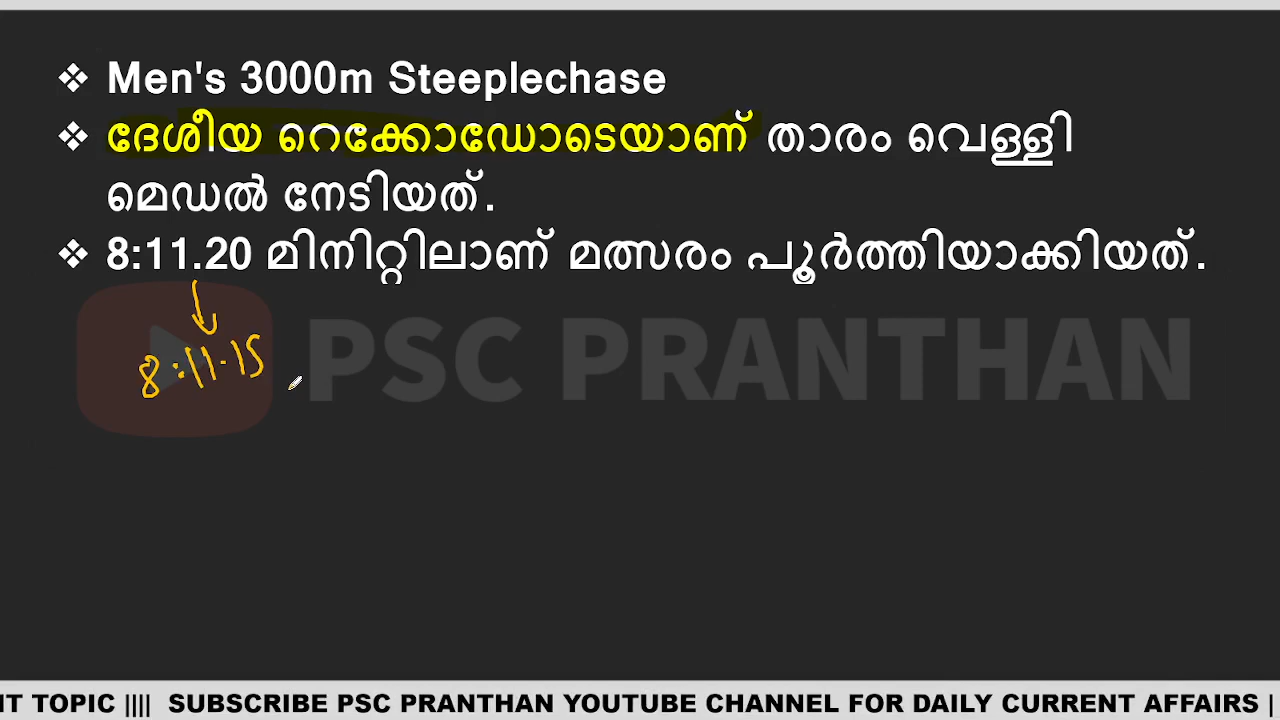 ❖ Men's 3000m Steeplechase
❖ ദേശീയ റെക്കോഡോടെയാണ് താരം വെള്ളി
മെഡൽ നേടിയത്.
❖ 8:11.20 മിനിറ്റിലാണ് മത്സരം പൂർത്തിയാക്കിയത്.
8:11.15
PSC PRANTHAN
NT TOPIC |||| SUBSCRIBE PSC PRANTHAN YOUTUBE CHANNEL FOR DAILY CURRENT AFFAIRS |